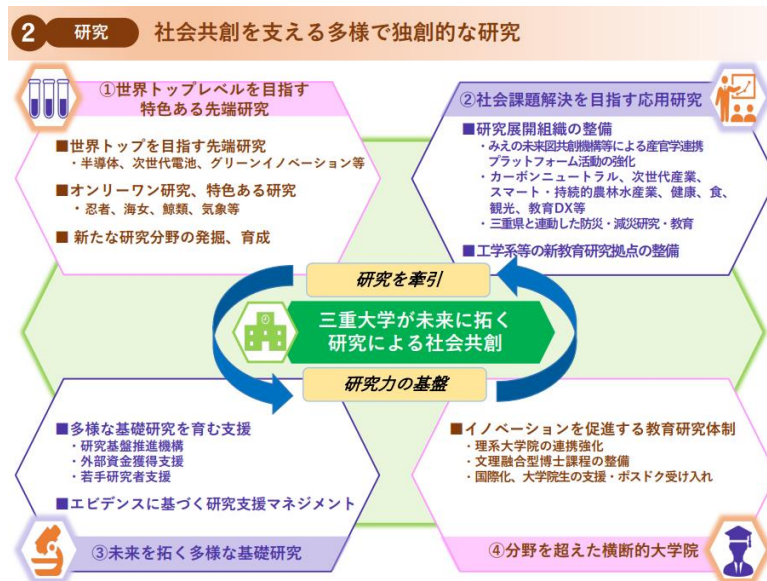 2 研究 社会共創を支える多様で独創的な研究
①世界トップレベルを目指す
特色ある先端研究
■世界トップを目指す先端研究
・半導体、次世代電池、グリーンイノベーション等
■オンリーワン研究、特色ある研究
・忍者、海女、鯨類、気象等
■新たな研究分野の発掘、育成
②社会課題解決を目指す応用研究
■研究展開組織の整備
・みえの未来図共創機構等による産官学連携
プラットフォーム活動の強化
・カーボンニュートラル、次世代産業、
スマート・持続的農林水産業、健康、食、
観光、教育DX等
・三重県と連動した防災・減災研究・教育
■工学系等の新教育研究拠点の整備
研究を牽引
三重大学が未来に拓く
研究による社会共創
研究力の基盤
■多様な基礎研究を育む支援
・研究基盤推進機構
・外部資金獲得支援
・若手研究者支援
■エビデンスに基づく研究支援マネジメント
③未来を拓く多様な基礎研究
■イノベーションを促進する教育研究体制
・理系大学院の連携強化
・文理融合型博士課程の整備
・国際化、大学院生の支援・ポスドク受け入れ
④分野を超えた横断的大学院